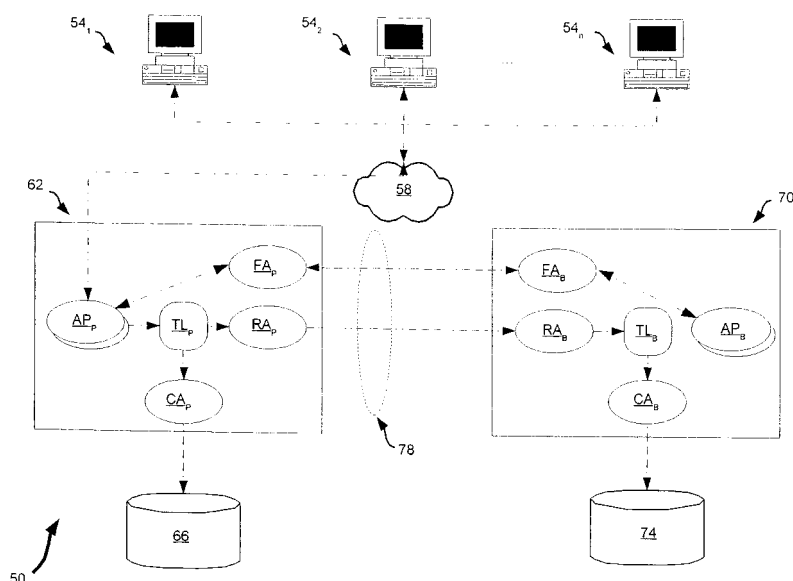 54₁
54₂
54ₙ
...
58
62
70
FA_P
FA_B
AP_P
TL_P
RA_P
RA_B
TL_B
AP_B
CA_P
CA_B
78
66
74
50